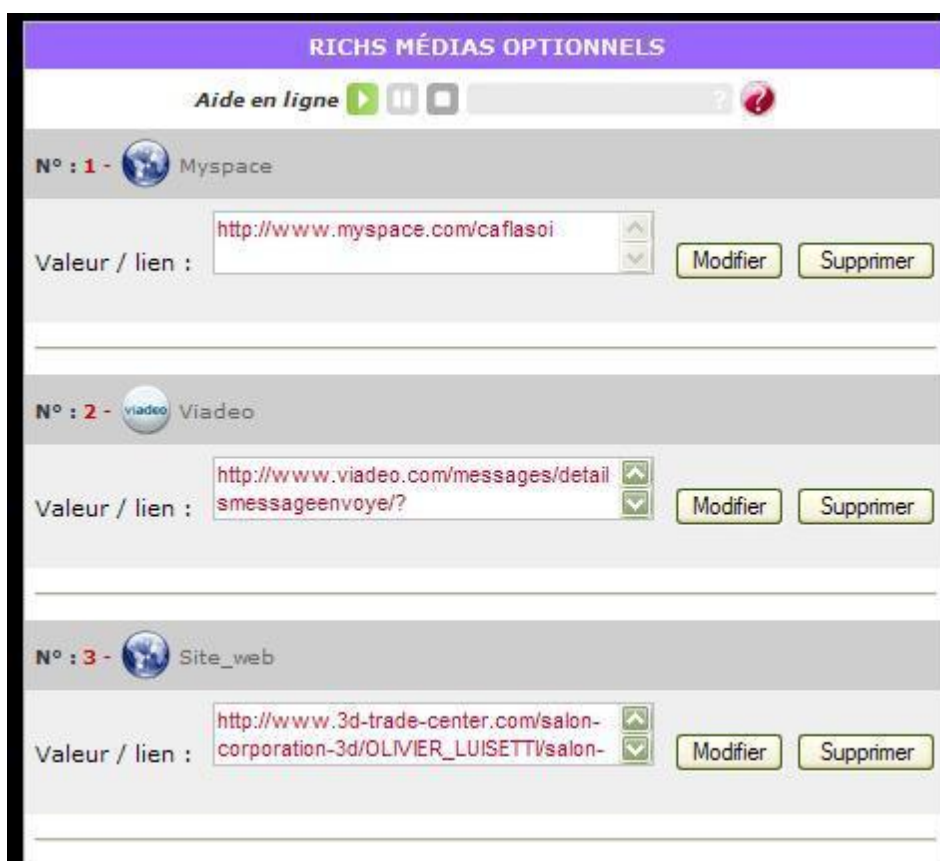 RICHS MÉDIAS OPTIONNELS
Aide en ligne ? ?
N° : 1 - Myspace
Valeur / lien : http://www.myspace.com/caflasoi Modifier Supprimer
N° : 2 - viadeo Viadeo
http://www.viadeo.com/messages/detail
Valeur / lien : smessageenvoye/? Modifier Supprimer
N° : 3 - Site_web
http://www.3d-trade-center.com/salon-
Valeur / lien : corporation-3d/OLIVIER_LUISETTI/salon- Modifier Supprimer